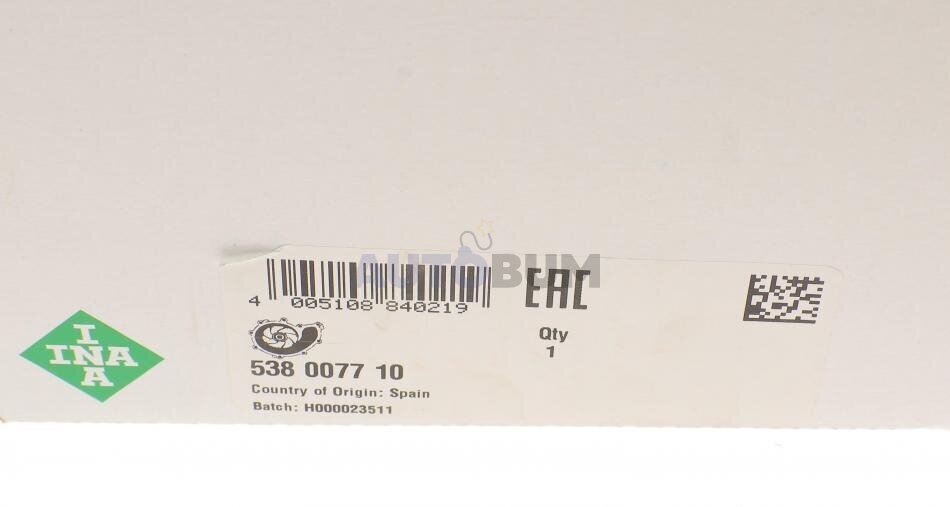 AUTOBUM
4 005108 840219
EAC
Qty
1
I
INA
A
538 0077 10
Country of Origin: Spain
Batch: H000023511